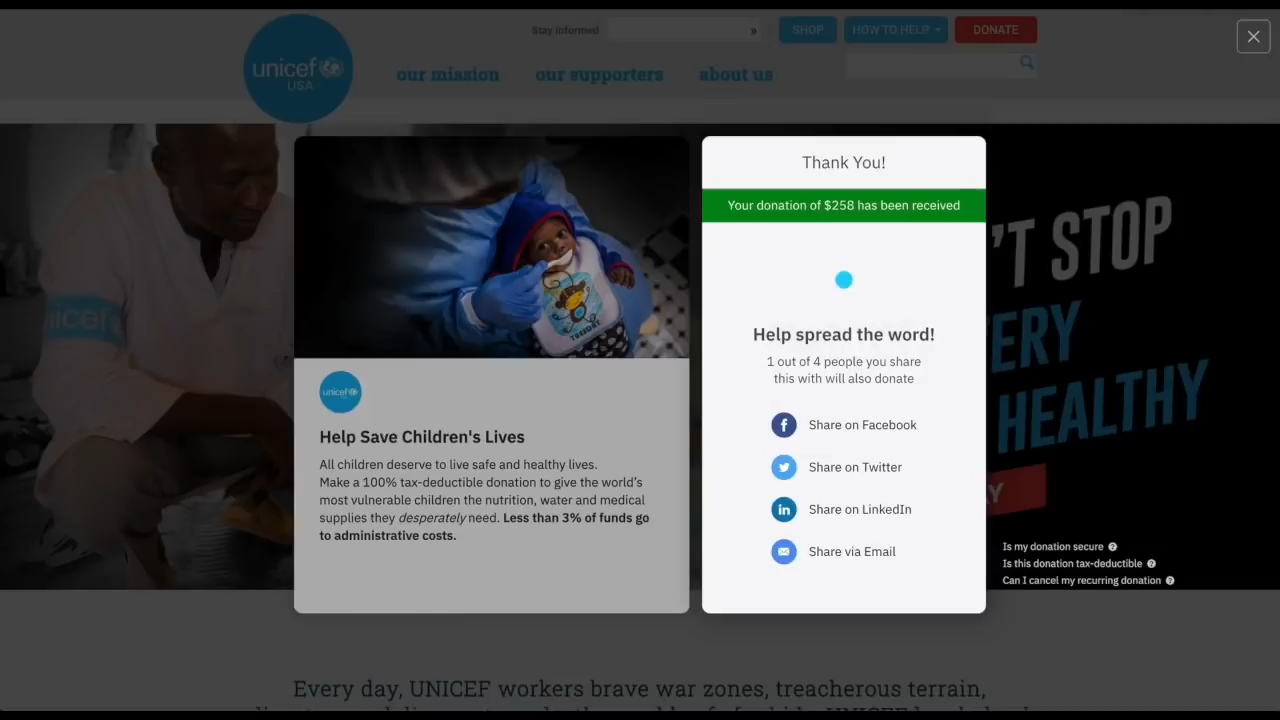 unicef
USA
Stay informed
»
SHOP
HOW TO HELP
DONATE
our mission
our supporters
about us
unicef
'T STOP
ERY
HEALTHY
Y
Thank You!
Your donation of $258 has been received
Help spread the word!
1 out of 4 people you share
this with will also donate
Share on Facebook
Share on Twitter
Share on LinkedIn
Share via Email
unicef
Help Save Children's Lives
All children deserve to live safe and healthy lives.
Make a 100% tax-deductible donation to give the world's
most vulnerable children the nutrition, water and medical
supplies they desperately need. Less than 3% of funds go
to administrative costs.
Is my donation secure
Is this donation tax-deductible
Can I cancel my recurring donation
Every day, UNICEF workers brave war zones, treacherous terrain,